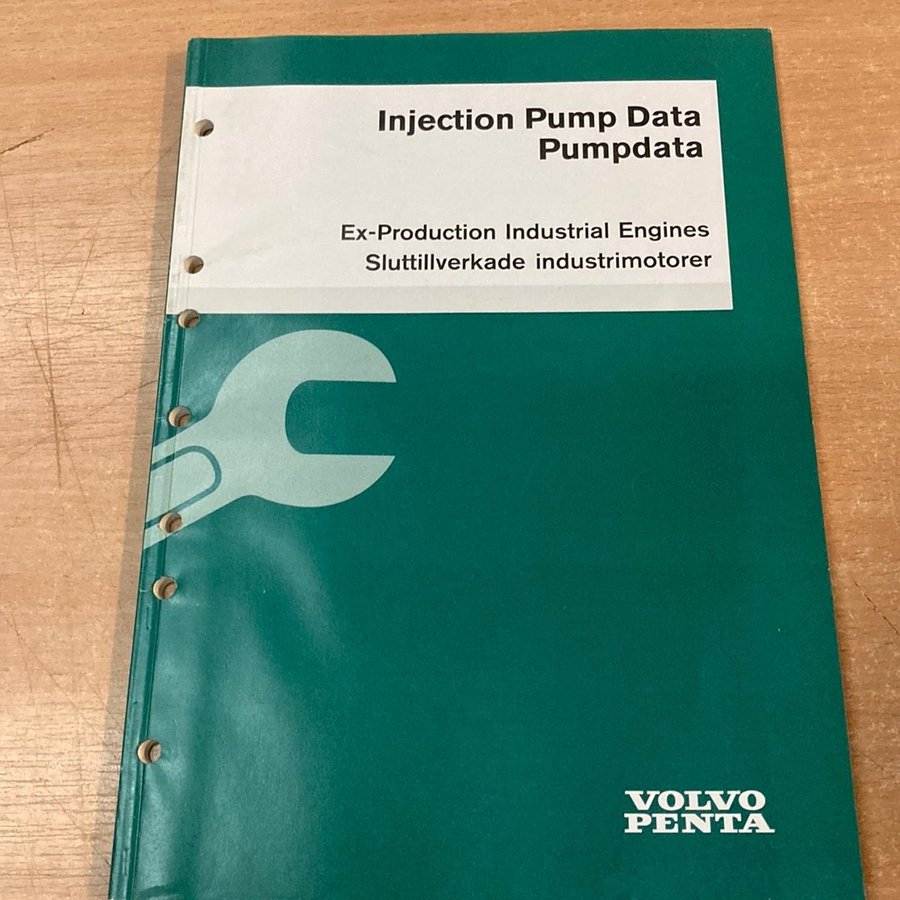 Injection Pump Data
Pumpdata
Ex-Production Industrial Engines
Sluttillverkade industrimotorer
VOLVO
PENTA